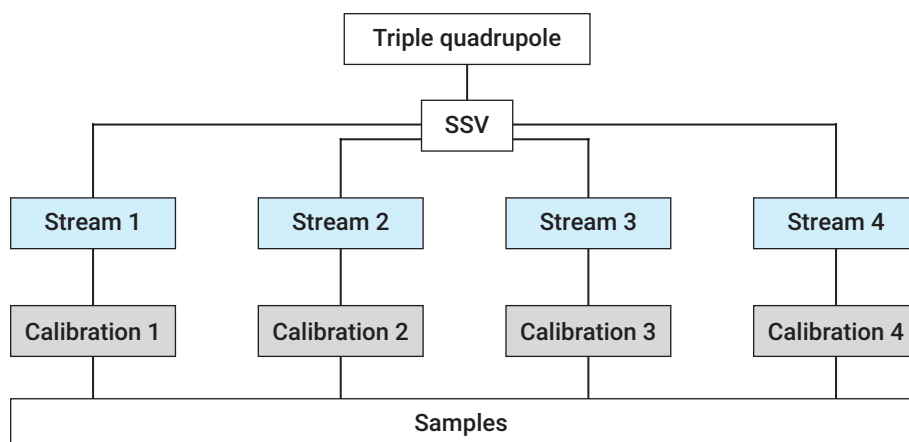 Triple quadrupole
SSV
Stream 1
Stream 2
Stream 3
Stream 4
Calibration 1
Calibration 2
Calibration 3
Calibration 4
Samples